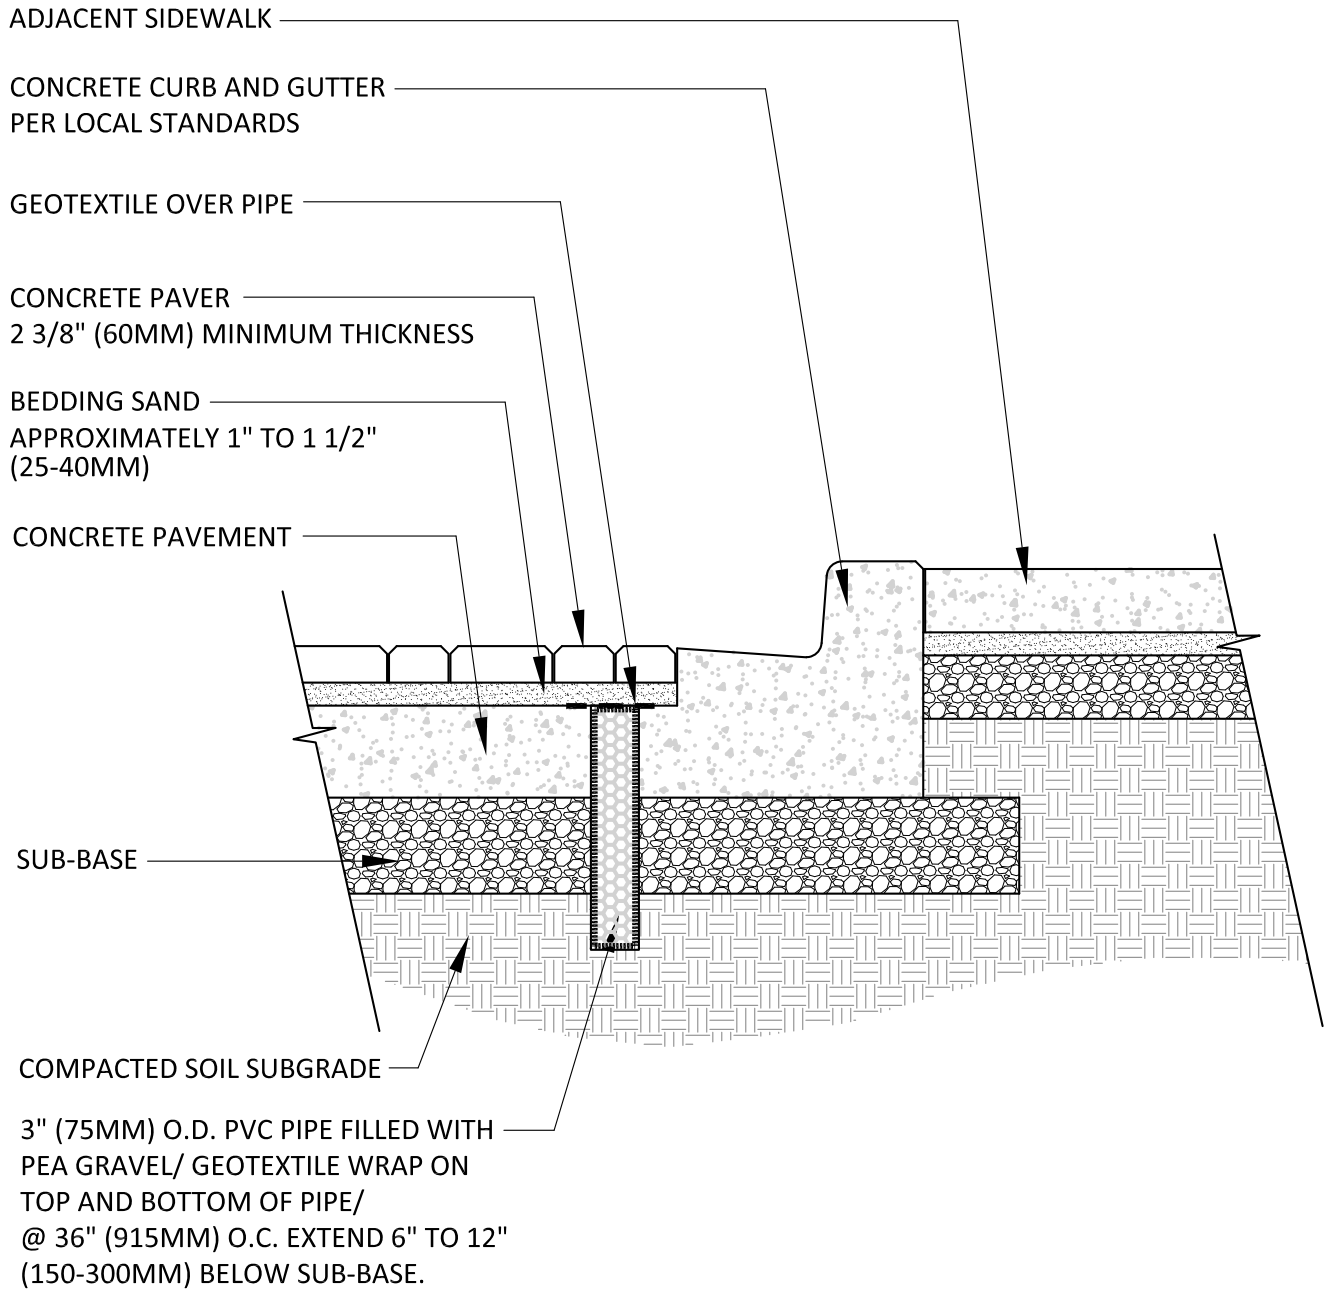 ADJACENT SIDEWALK
CONCRETE CURB AND GUTTER
PER LOCAL STANDARDS
GEOTEXTILE OVER PIPE
CONCRETE PAVER
2 3/8" (60MM) MINIMUM THICKNESS
BEDDING SAND
APPROXIMATELY 1" TO 1 1/2"
(25-40MM)
CONCRETE PAVEMENT
SUB-BASE
COMPACTED SOIL SUBGRADE
3" (75MM) O.D. PVC PIPE FILLED WITH
PEA GRAVEL/ GEOTEXTILE WRAP ON
TOP AND BOTTOM OF PIPE/
@ 36" (915MM) O.C. EXTEND 6" TO 12"
(150-300MM) BELOW SUB-BASE.